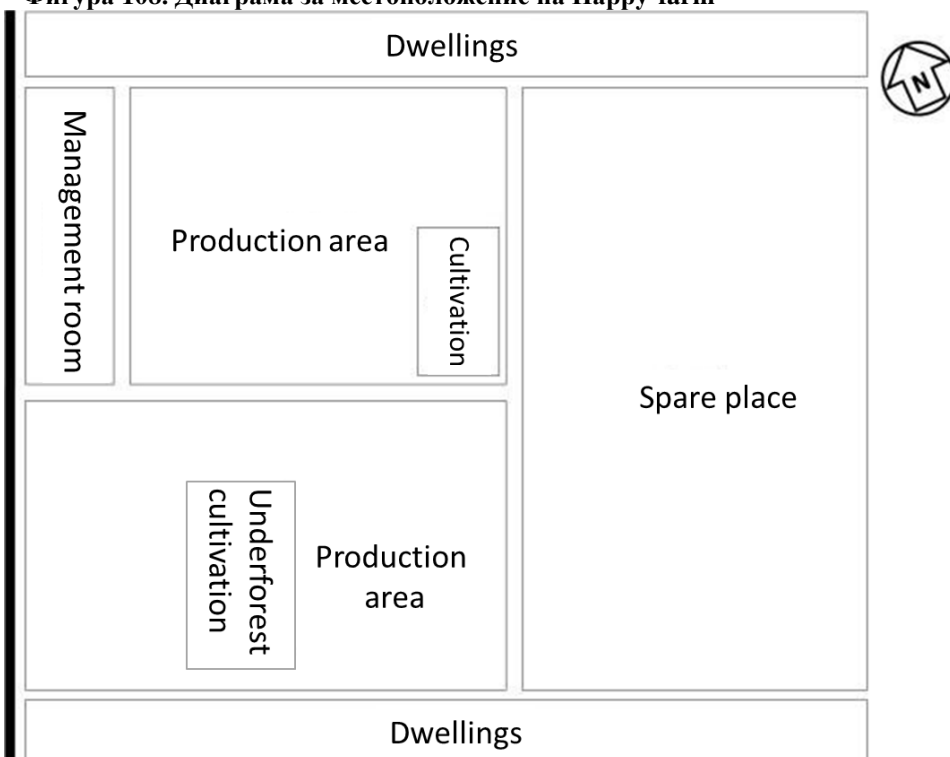 Фигура 108. Диаграма за местоположение на Happy farm
Dwellings
N
Management room
Production area
Cultivation
Spare place
Underforest
cultivation
Production
area
Dwellings